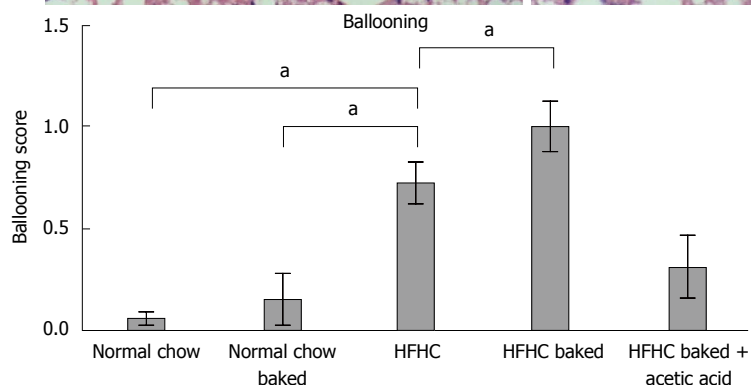 Ballooning
1.5
a
a
a
1.0
Ballooning score
0.5
0.0
Normal chow
Normal chow
baked
HFHC
HFHC baked
HFHC baked +
acetic acid